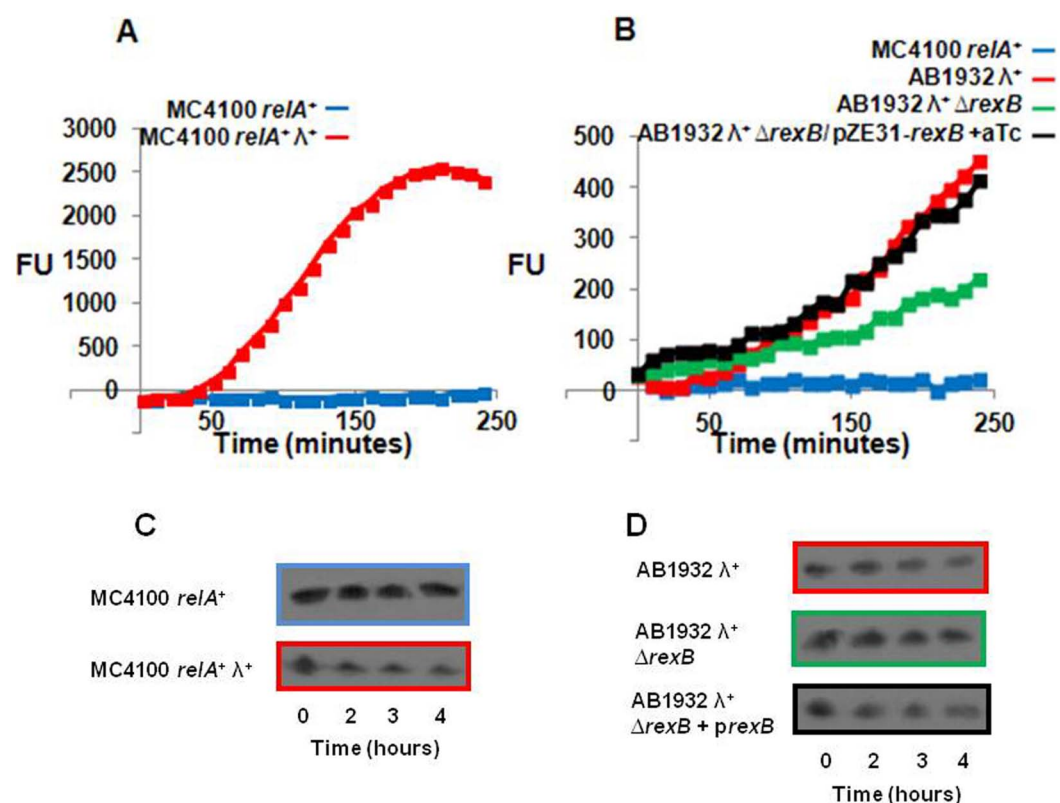 A
MC4100 relA⁺
MC4100 relA⁺ λ⁺
3000
2500
2000
1500
1000
500
0
FU
50
150
250
Time (minutes)
B
MC4100 relA⁺
AB1932 λ⁺
AB1932 λ⁺ ΔrexB
AB1932 λ⁺ ΔrexB/ pZE31-rexB +aTc
500
400
300
200
100
0
FU
50
150
250
Time (minutes)
C
MC4100 relA⁺
MC4100 relA⁺ λ⁺
0 2 3 4
Time (hours)
D
AB1932 λ⁺
AB1932 λ⁺
ΔrexB
AB1932 λ⁺
ΔrexB + prexB
0 2 3 4
Time (hours)